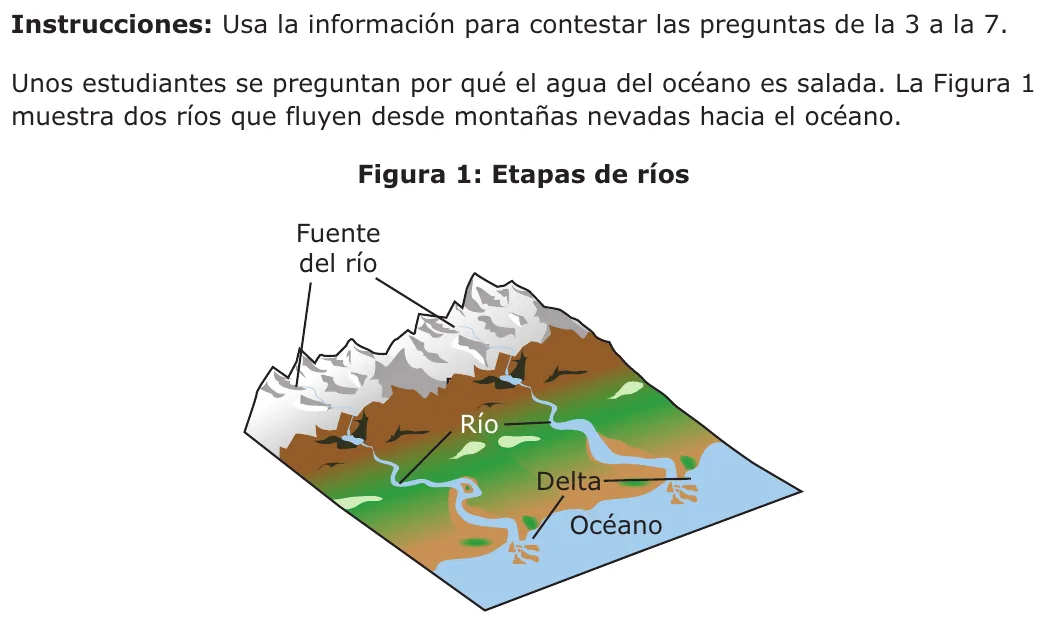 Instrucciones: Usa la información para contestar las preguntas de la 3 a la 7.
Unos estudiantes se preguntan por qué el agua del océano es salada. La Figura 1
muestra dos ríos que fluyen desde montañas nevadas hacia el océano.
Figura 1: Etapas de ríos
Fuente
del río
Río
Delta
Océano